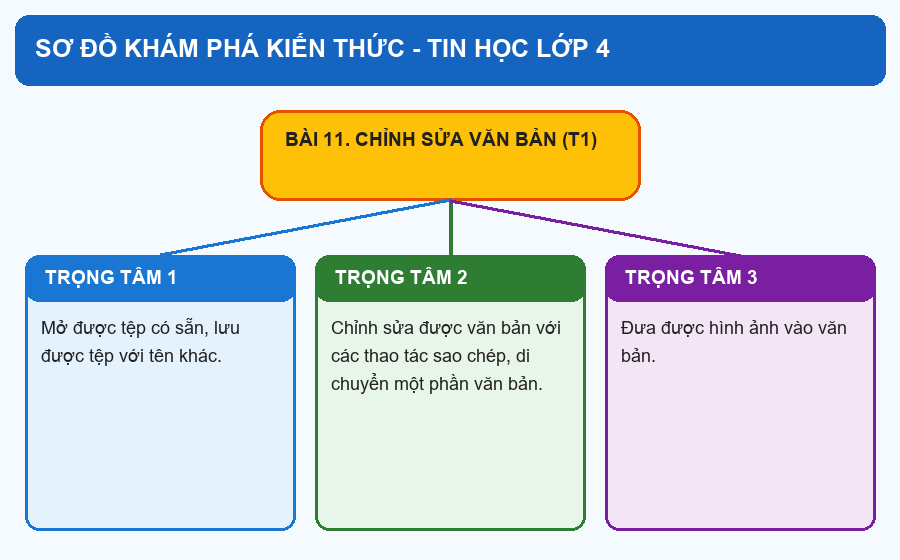 SƠ ĐỒ KHÁM PHÁ KIẾN THỨC - TIN HỌC LỚP 4
BÀI 11. CHỈNH SỬA VĂN BẢN (T1)
TRỌNG TÂM 1
Mở được tệp có sẵn, lưu
được tệp với tên khác.
TRỌNG TÂM 2
Chỉnh sửa được văn bản với
các thao tác sao chép, di
chuyển một phần văn bản.
TRỌNG TÂM 3
Đưa được hình ảnh vào văn
bản.